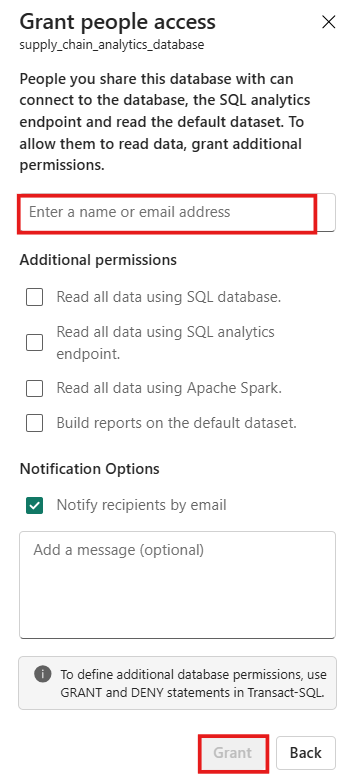 Grant people access
supply_chain_analytics_database
People you share this database with can
connect to the database, the SQL analytics
endpoint and read the default dataset. To
allow them to read data, grant additional
permissions.
Enter a name or email address
Additional permissions
Read all data using SQL database.
Read all data using SQL analytics
endpoint.
Read all data using Apache Spark.
Build reports on the default dataset.
Notification Options
Notify recipients by email
Add a message (optional)
To define additional database permissions, use
GRANT and DENY statements in Transact-SQL.
Grant Back